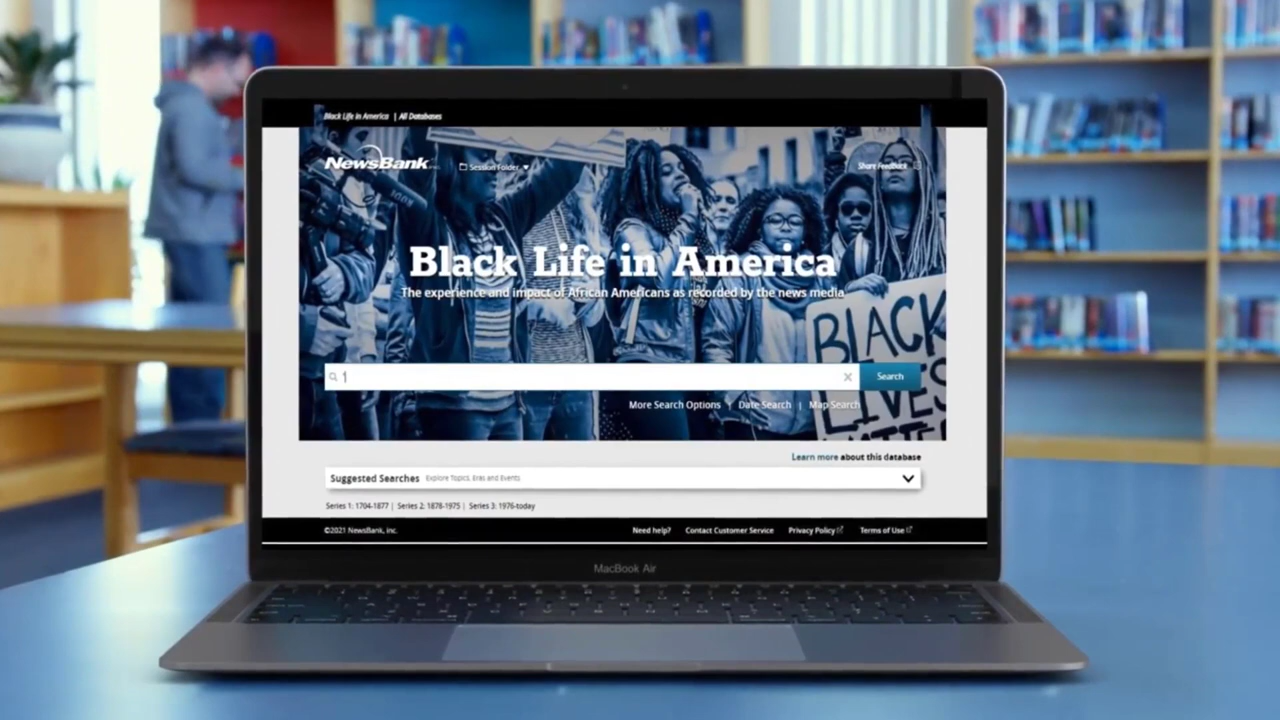 Black Life in America | All Databases
NewsBank
Session Folder
Share Feedback
Black Life in America
The experience and impact of African Americans as recorded by the news media
BLACK
LIVES
MATTER
Search
More Search Options | Date Search | Map Search
Learn more about this database
Suggested Searches Explore Topics, Eras and Events
Series 1: 1704-1877 | Series 2: 1878-1975 | Series 3: 1976-today
©2021 NewsBank, inc. Need help? Contact Customer Service Privacy Policy Terms of Use
MacBook Air